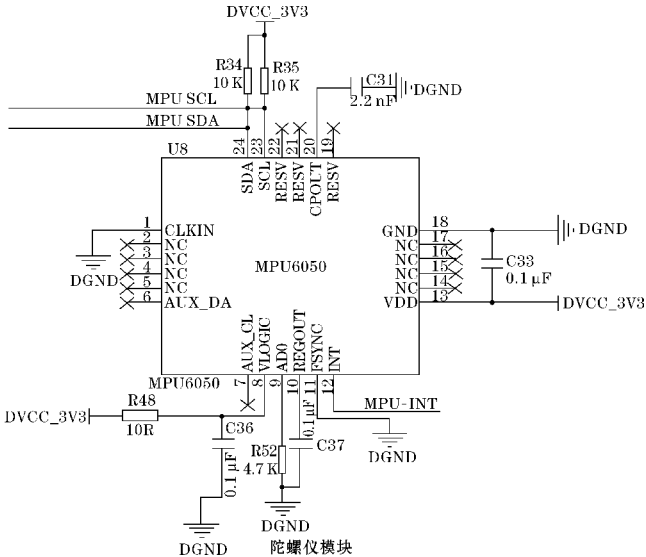 DVCC_3V3
R34
10 K
R35
10 K
C31
2.2 nF
DGND
MPU SCL
MPU SDA
U8
24
23
22
21
20
19
SDA
SCL
RESV
RESV
CPOUT
RESV
1
CLKIN
2
NC
3
NC
4
NC
5
NC
6
AUX_DA
DGND
MPU6050
GND
18
NC
17
NC
16
NC
15
NC
14
VDD
13
DGND
C33
0.1 μF
DVCC_3V3
AUX_CL
VLOGIC
AD0
REGOUT
FSYNC
INT
MPU6050
7
8
9
10
11
12
DVCC_3V3
R48
10R
C36
0.1 μF
DGND
R52
4.7 K
0.1 μF
C37
DGND
MPU-INT
DGND
陀螺仪模块